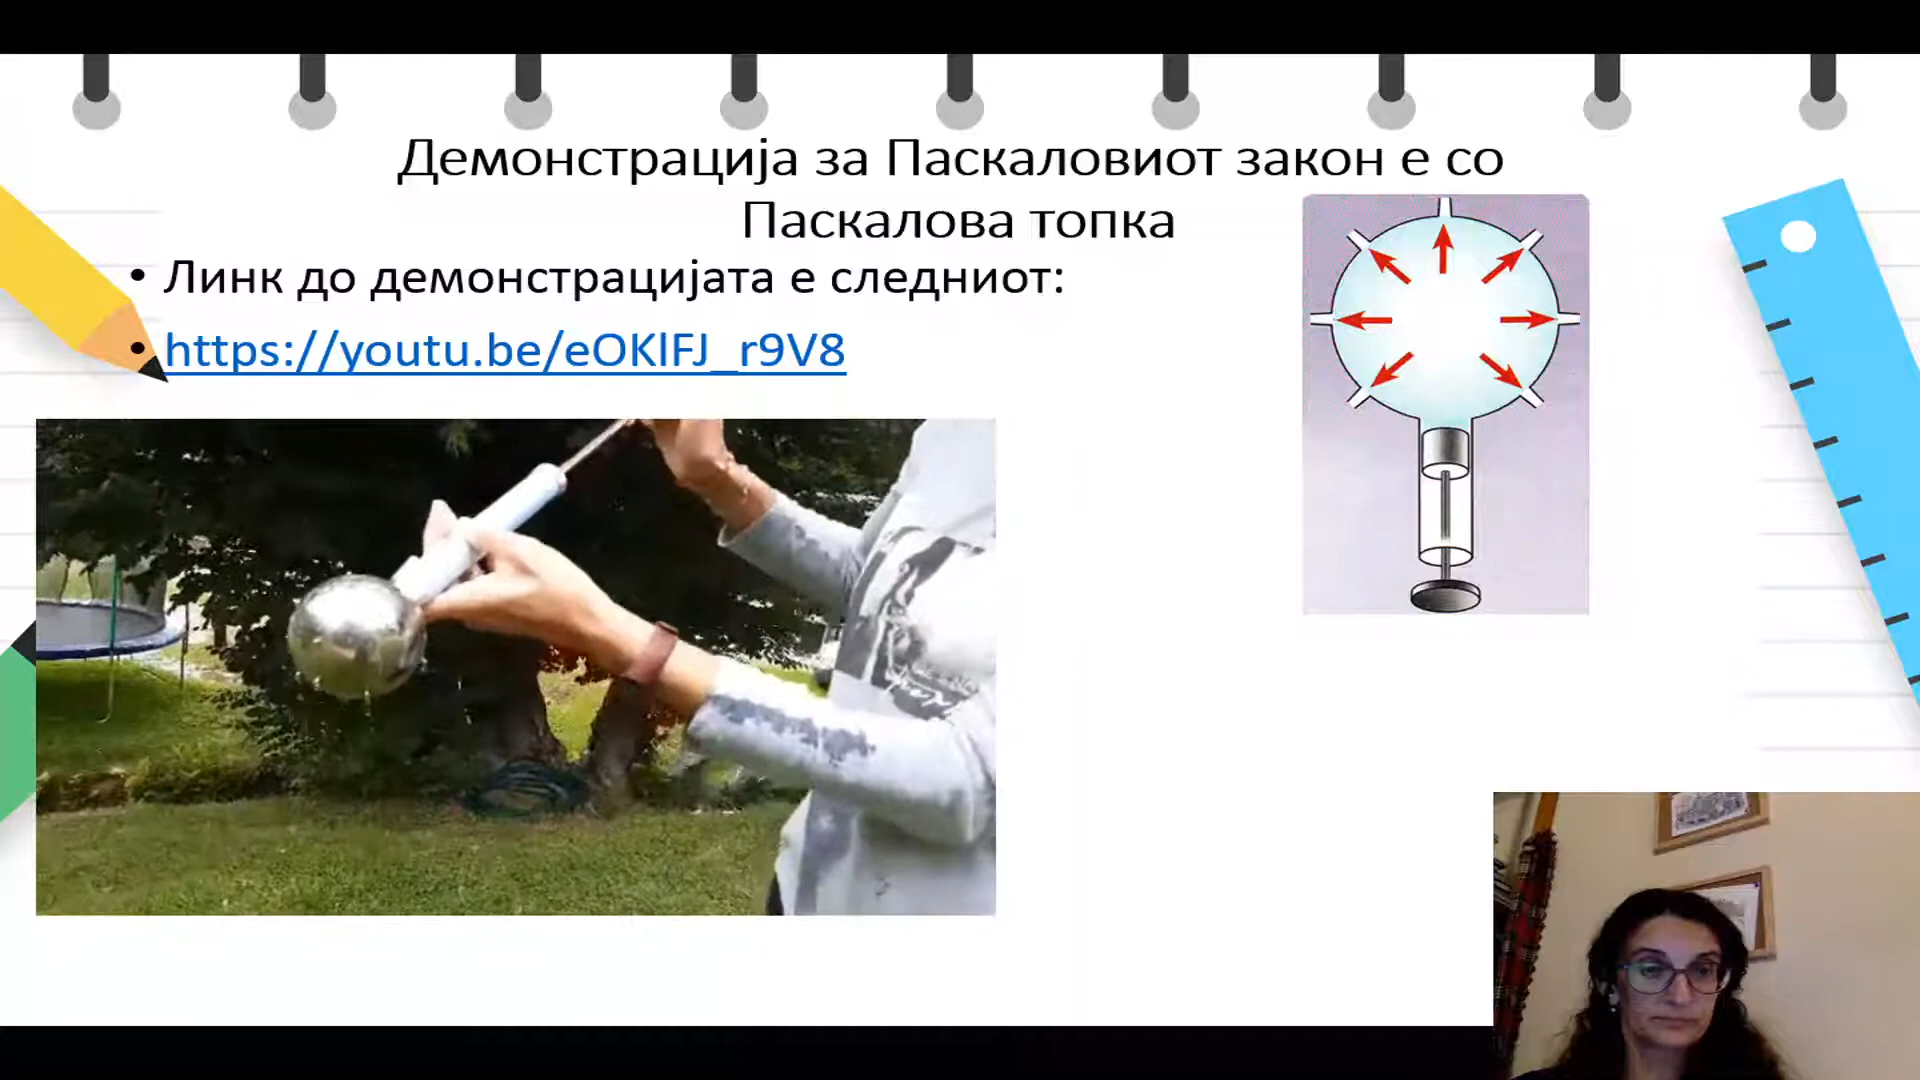 Демонстрација за Паскаловиот закон е со
Паскалова топка
• Линк до демонстрацијата е следниот:
• https://youtu.be/eOKlFJ_r9V8